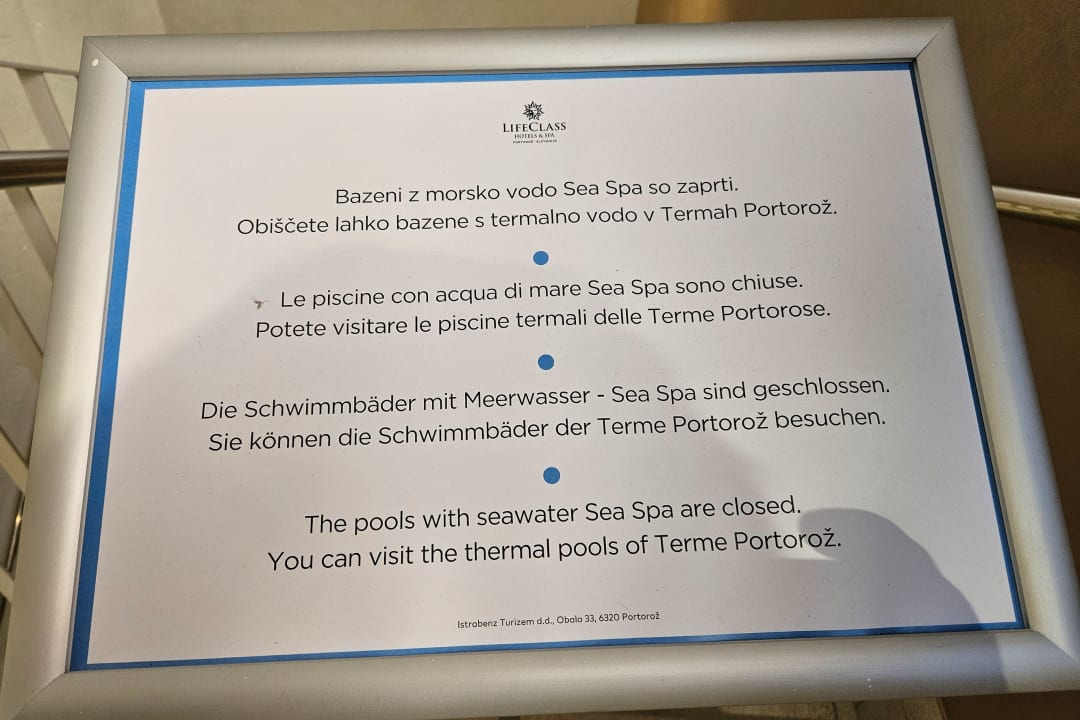 LIFECLASS
HOTELS & SPA
PORTOROŽ · SLOVENIA
Bazeni z morsko vodo Sea Spa so zaprti.
Obiščete lahko bazene s termalno vodo v Termah Portorož.
Le piscine con acqua di mare Sea Spa sono chiuse.
Potete visitare le piscine termali delle Terme Portorose.
Die Schwimmbäder mit Meerwasser - Sea Spa sind geschlossen.
Sie können die Schwimmbäder der Terme Portorož besuchen.
The pools with seawater Sea Spa are closed.
You can visit the thermal pools of Terme Portorož.
Istrabenz Turizem d.d., Obala 33, 6320 Portorož